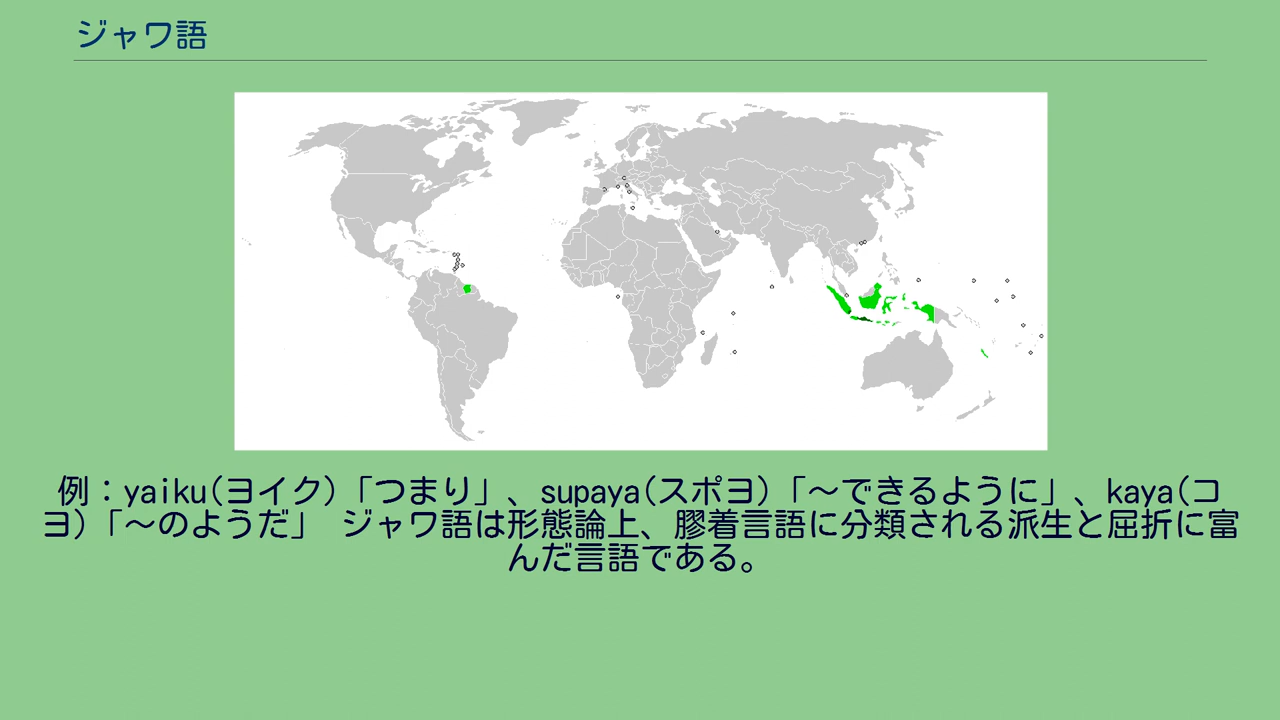 ジャワ語
例：yaiku(ヨイク)「つまり」、supaya(スポヨ)「～できるように」、kaya(コ
ヨ)「～のようだ」 ジャワ語は形態論上、膠着言語に分類される派生と屈折に富
んだ言語である。